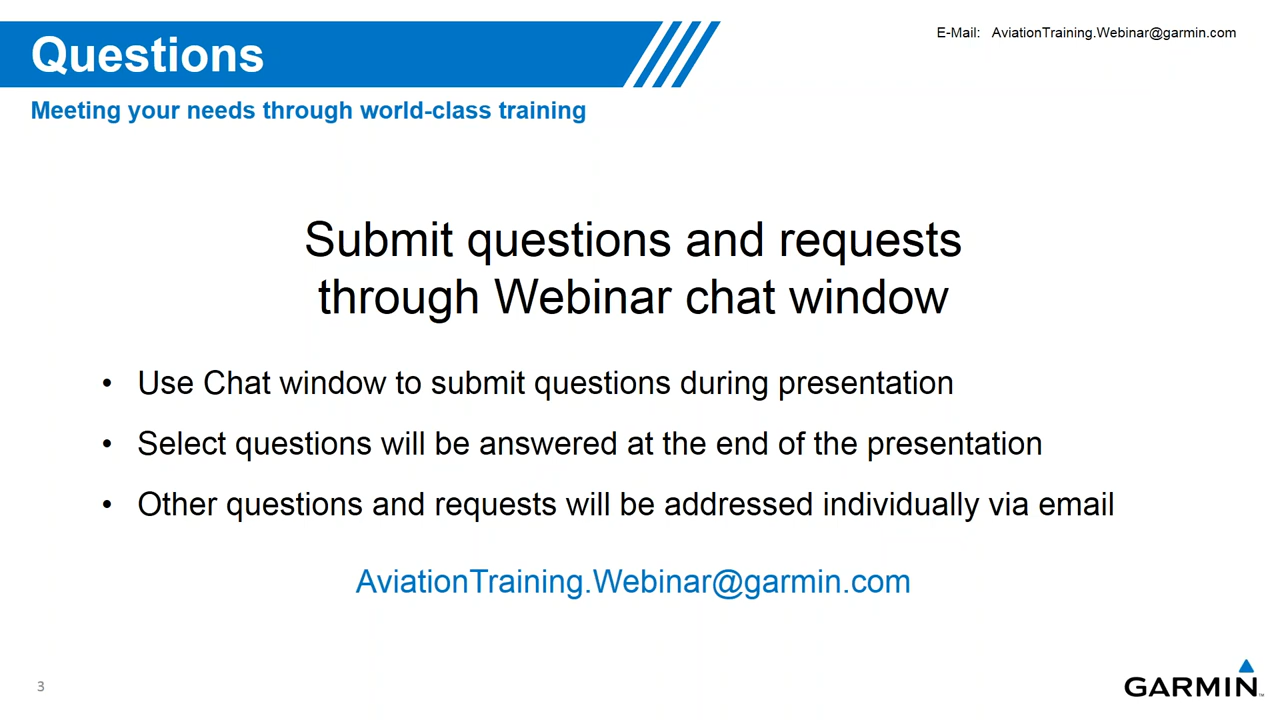 Questions
E-Mail: AviationTraining.Webinar@garmin.com
Meeting your needs through world-class training
Submit questions and requests
through Webinar chat window
• Use Chat window to submit questions during presentation
• Select questions will be answered at the end of the presentation
• Other questions and requests will be addressed individually via email
AviationTraining.Webinar@garmin.com
3
GARMIN™